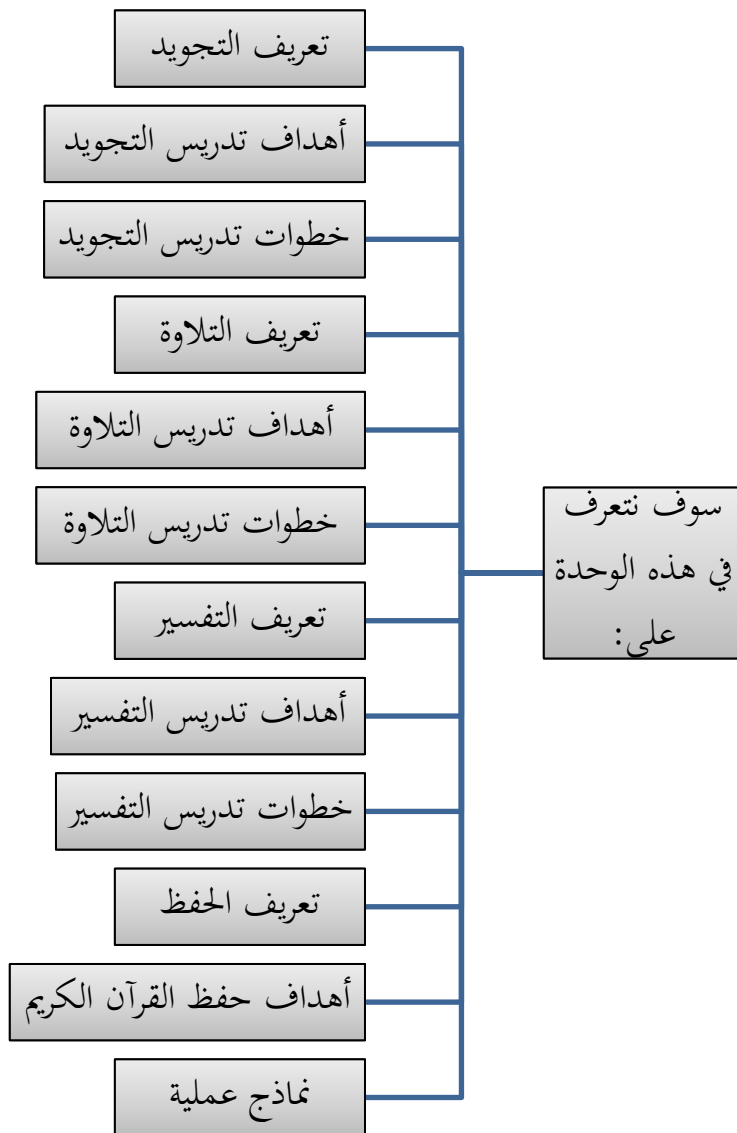 سوف نتعرف
في هذه الوحدة
على:
تعريف التجويد
أهداف تدريس التجويد
خطوات تدريس التجويد
تعريف التلاوة
أهداف تدريس التلاوة
خطوات تدريس التلاوة
تعريف التفسير
أهداف تدريس التفسير
خطوات تدريس التفسير
تعريف الحفظ
أهداف حفظ القرآن الكريم
نماذج عملية